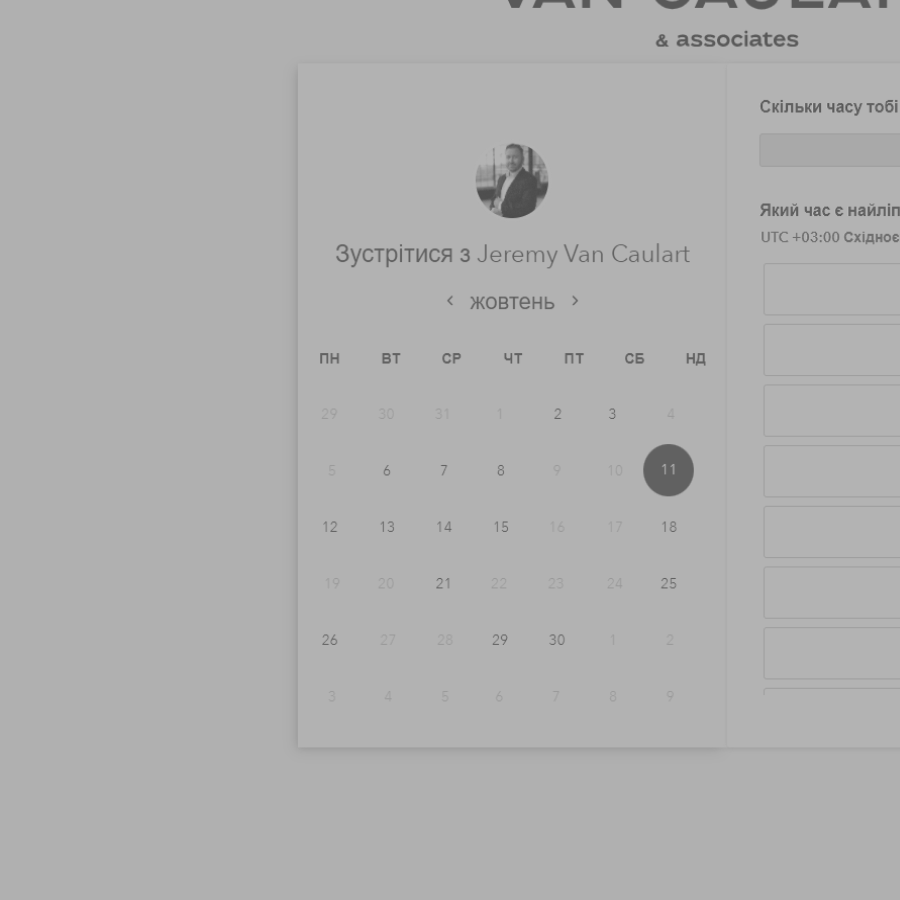 VAN CAULAR
& associates
Зустрітися з Jeremy Van Caulart
жовтень
ПН ВТ СР ЧТ ПТ СБ НД
29 30 31 1 2 3 4
5 6 7 8 9 10 11
12 13 14 15 16 17 18
19 20 21 22 23 24 25
26 27 28 29 30 1 2
3 4 5 6 7 8 9
Скільки часу тобі
Який час є найліп
UTC +03:00 Східноє